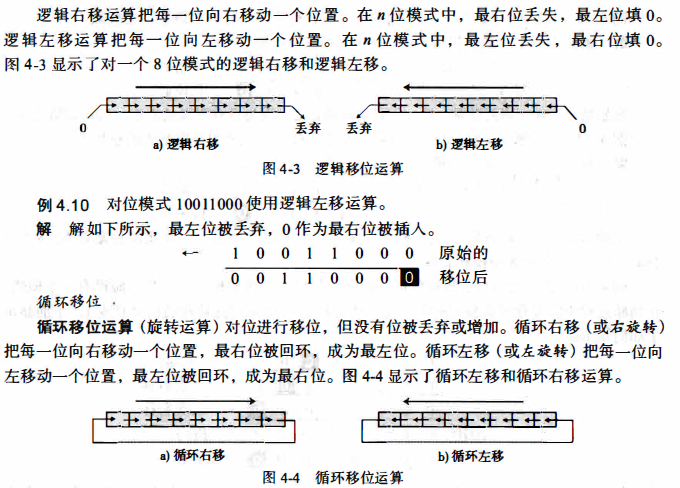 逻辑右移运算把每一位向右移动一个位置。在 n 位模式中，最右位丢失，最左位填 0。
逻辑左移运算把每一位向左移动一个位置。在 n 位模式中，最左位丢失，最右位填 0。
图 4-3 显示了对一个 8 位模式的逻辑右移和逻辑左移。
0 丢弃 丢弃 0
a) 逻辑右移 b) 逻辑左移
图 4-3 逻辑移位运算
例 4.10 对位模式 10011000 使用逻辑左移运算。
解 解如下所示，最左位被丢弃，0 作为最右位被插入。
← 1 0 0 1 1 0 0 0 原始的
0 0 1 1 0 0 0 0 移位后
循环移位
循环移位运算（旋转运算）对位进行移位，但没有位被丢弃或增加。循环右移（或右旋转）
把每一位向右移动一个位置，最右位被回环，成为最左位。循环左移（或左旋转）把每一位向
左移动一个位置，最左位被回环，成为最右位。图 4-4 显示了循环左移和循环右移运算。
a) 循环右移 b) 循环左移
图 4-4 循环移位运算